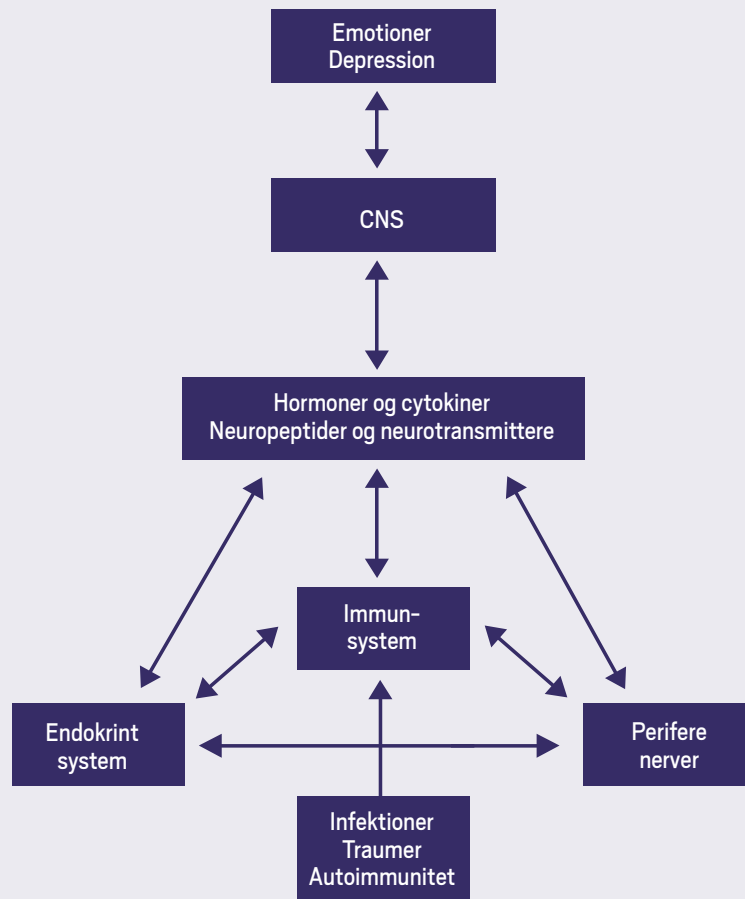 Emotioner
Depression
CNS
Hormoner og cytokiner
Neuropeptider og neurotransmittere
Immun-
system
Endokrint
system
Perifere
nerver
Infektioner
Traumer
Autoimmunitet